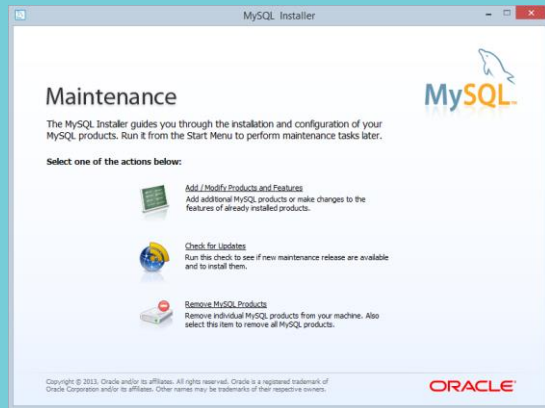 MySQL Installer
MySQL
Maintenance
The MySQL Installer guides you through the installation and configuration of your
MySQL products. Run it from the Start Menu to perform maintenance tasks later.
Select one of the actions below:
Add / Modify Products and Features
Add additional MySQL products or make changes to the
features of already installed products.
Check for Updates
Run this check to see if new maintenance release are available
and to install them.
Remove MySQL Products
Remove individual MySQL products from your machine. Also
select this item to remove all MySQL products.
Copyright © 2013, Oracle and/or its affiliates. All rights reserved. Oracle is a registered trademark of
Oracle Corporation and/or its affiliates. Other names may be trademarks of their respective owners.
ORACLE